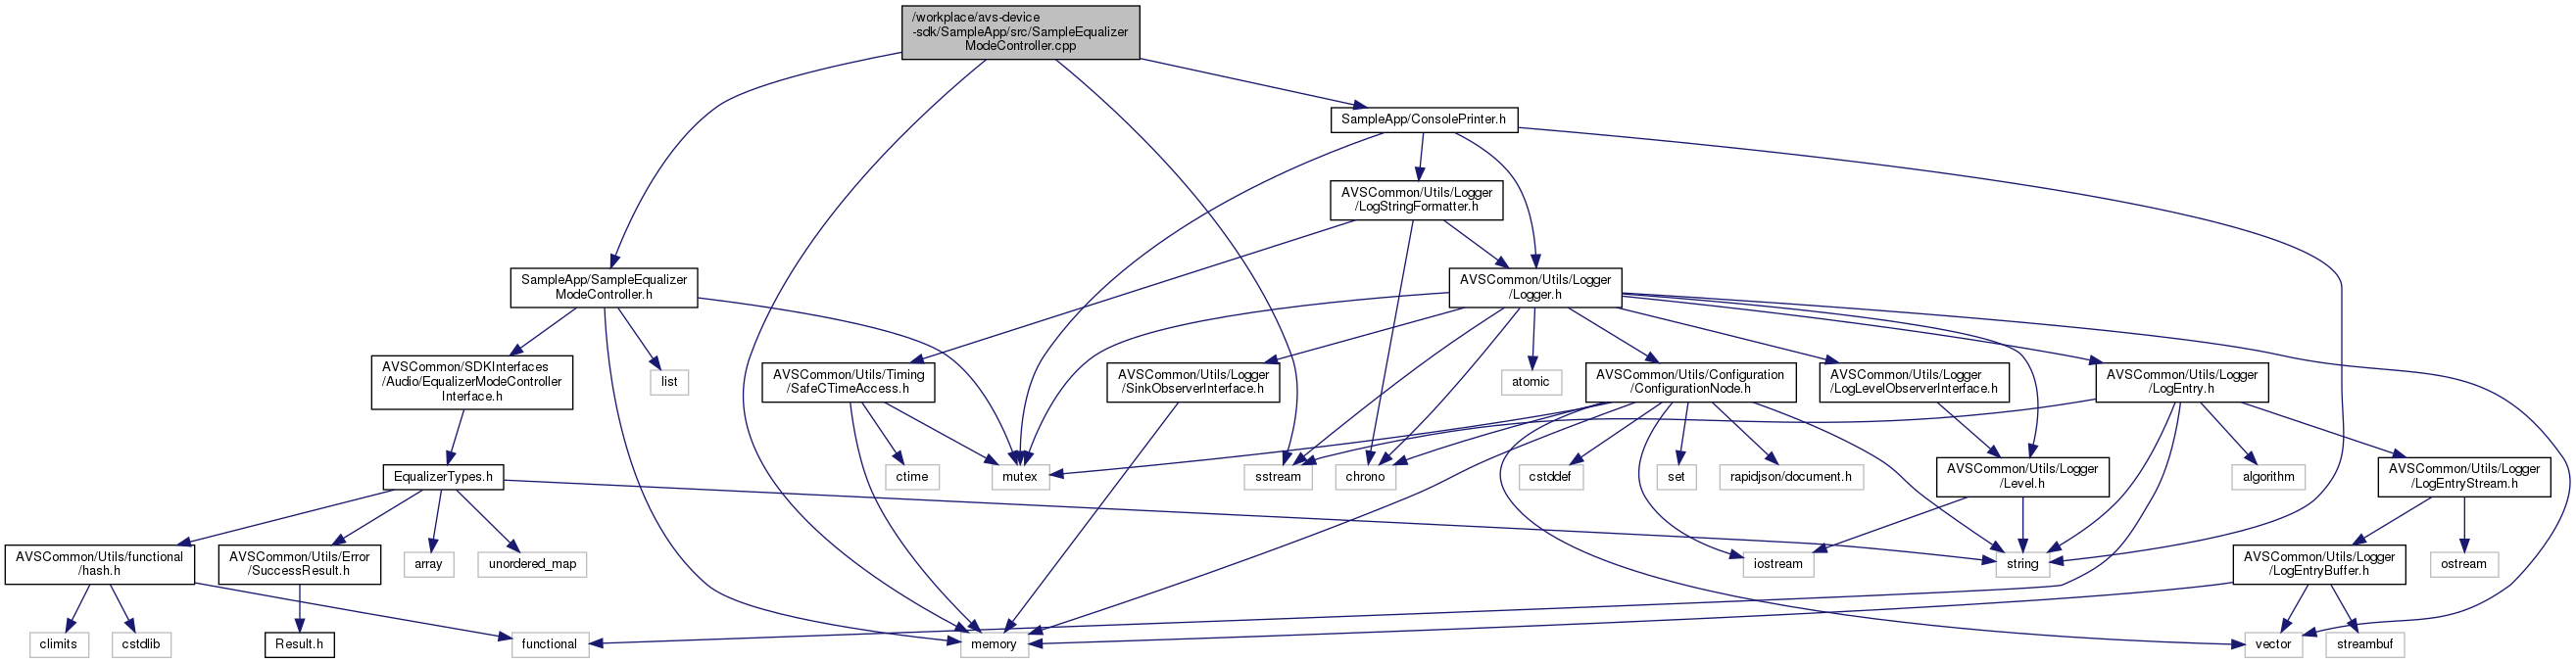 /workplace/avs-device
-sdk/SampleApp/src/SampleEqualizer
ModeController.cpp
SampleApp/ConsolePrinter.h
AVSCommon/Utils/Logger
/LogStringFormatter.h
SampleApp/SampleEqualizer
ModeController.h
AVSCommon/Utils/Logger
/Logger.h
AVSCommon/SDKInterfaces
/Audio/EqualizerModeController
Interface.h
list
AVSCommon/Utils/Timing
/SafeCTimeAccess.h
AVSCommon/Utils/Logger
/SinkObserverInterface.h
atomic
AVSCommon/Utils/Configuration
/ConfigurationNode.h
AVSCommon/Utils/Logger
/LogLevelObserverInterface.h
AVSCommon/Utils/Logger
/LogEntry.h
EqualizerTypes.h
ctime
mutex
sstream
chrono
cstddef
set
rapidjson/document.h
AVSCommon/Utils/Logger
/Level.h
algorithm
AVSCommon/Utils/Logger
/LogEntryStream.h
AVSCommon/Utils/functional
/hash.h
AVSCommon/Utils/Error
/SuccessResult.h
array
unordered_map
iostream
string
AVSCommon/Utils/Logger
/LogEntryBuffer.h
ostream
climits
cstdlib
Result.h
functional
memory
vector
streambuf